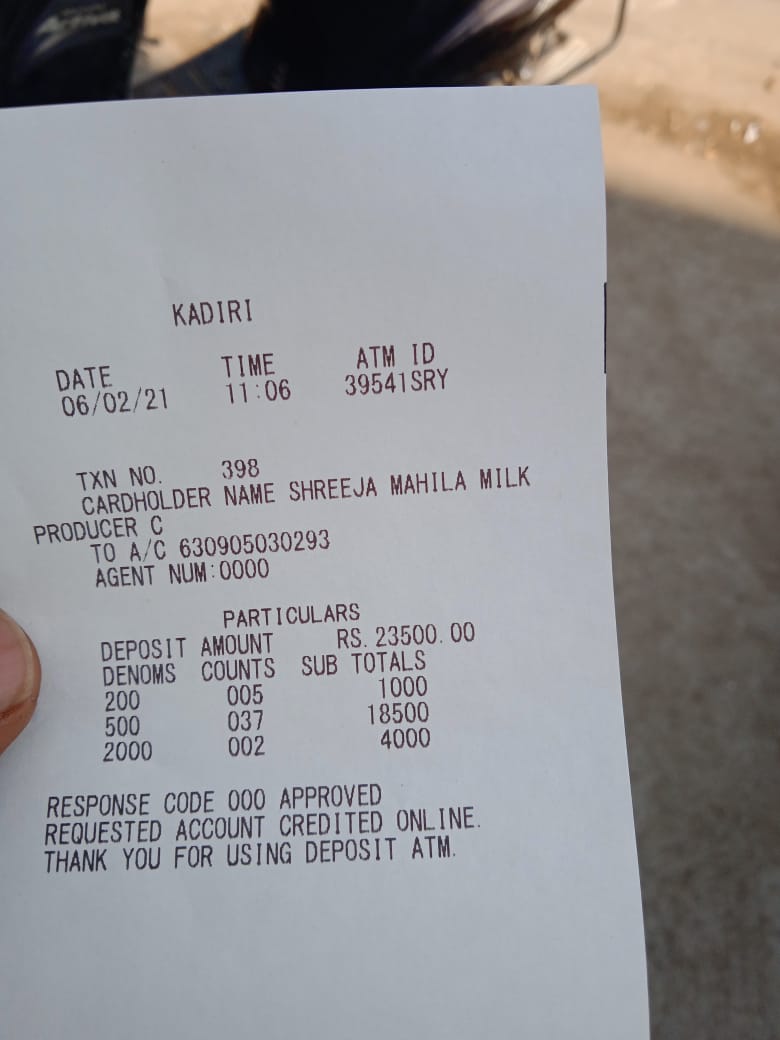 Activa
KADIRI
DATE TIME ATM ID
06/02/21 11:06 39541SRY
TXN NO. 398
CARDHOLDER NAME SHREEJA MAHILA MILK
PRODUCER C
TO A/C 630905030293
AGENT NUM:0000
PARTICULARS
DEPOSIT AMOUNT RS. 23500.00
DENOMS COUNTS SUB TOTALS
200 005 1000
500 037 18500
2000 002 4000
RESPONSE CODE 000 APPROVED
REQUESTED ACCOUNT CREDITED ONLINE.
THANK YOU FOR USING DEPOSIT ATM.